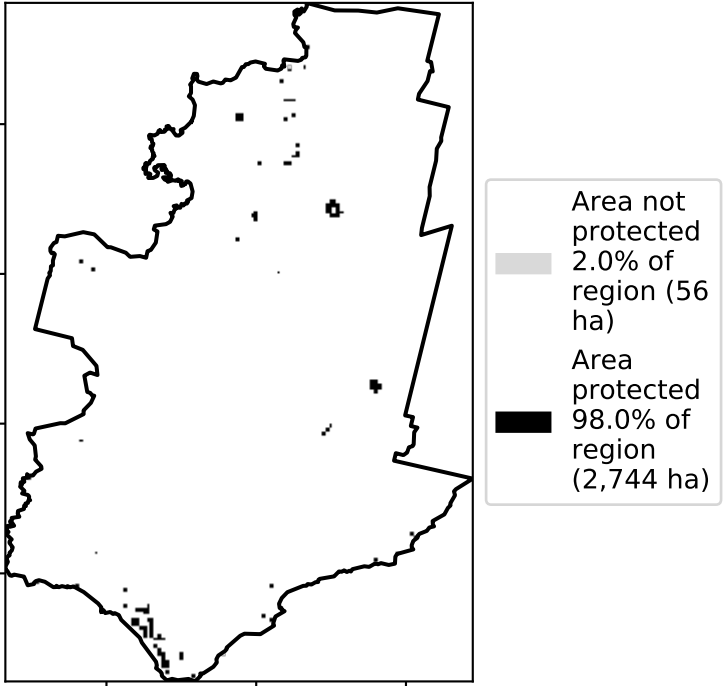 Area not
protected
2.0% of
region (56
ha)
Area
protected
98.0% of
region
(2,744 ha)